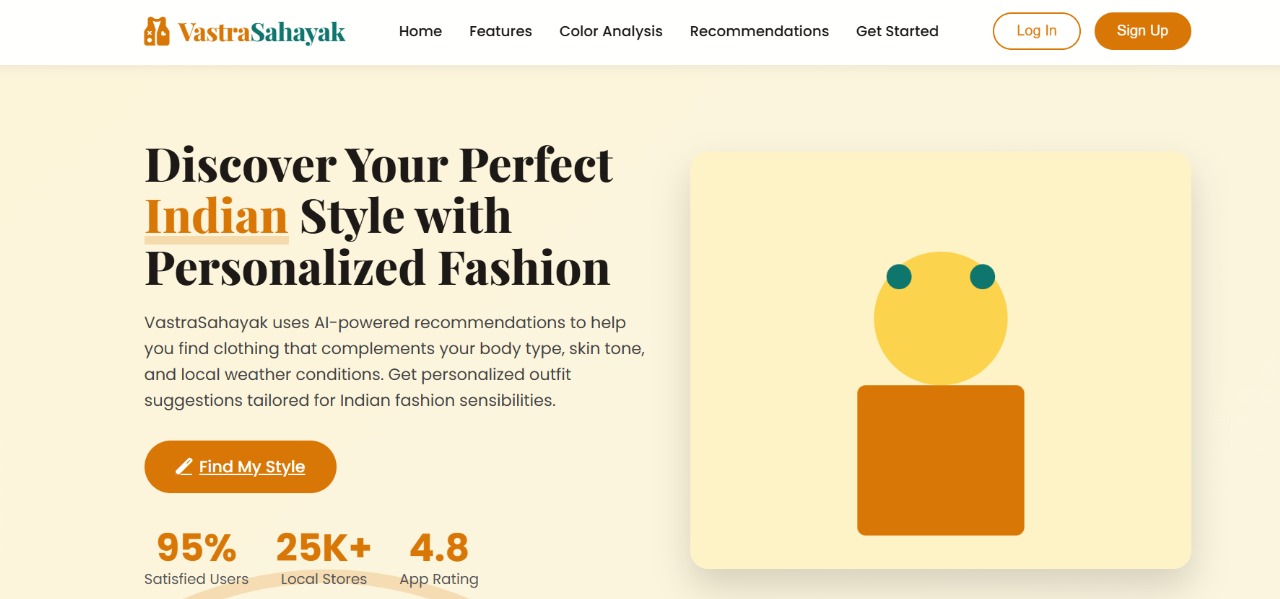 VastraSahayak
Home Features Color Analysis Recommendations Get Started
Log In
Sign Up
Discover Your Perfect
Indian Style with
Personalized Fashion
VastraSahayak uses AI-powered recommendations to help
you find clothing that complements your body type, skin tone,
and local weather conditions. Get personalized outfit
suggestions tailored for Indian fashion sensibilities.
Find My Style
95% 25K+ 4.8
Satisfied Users Local Stores App Rating